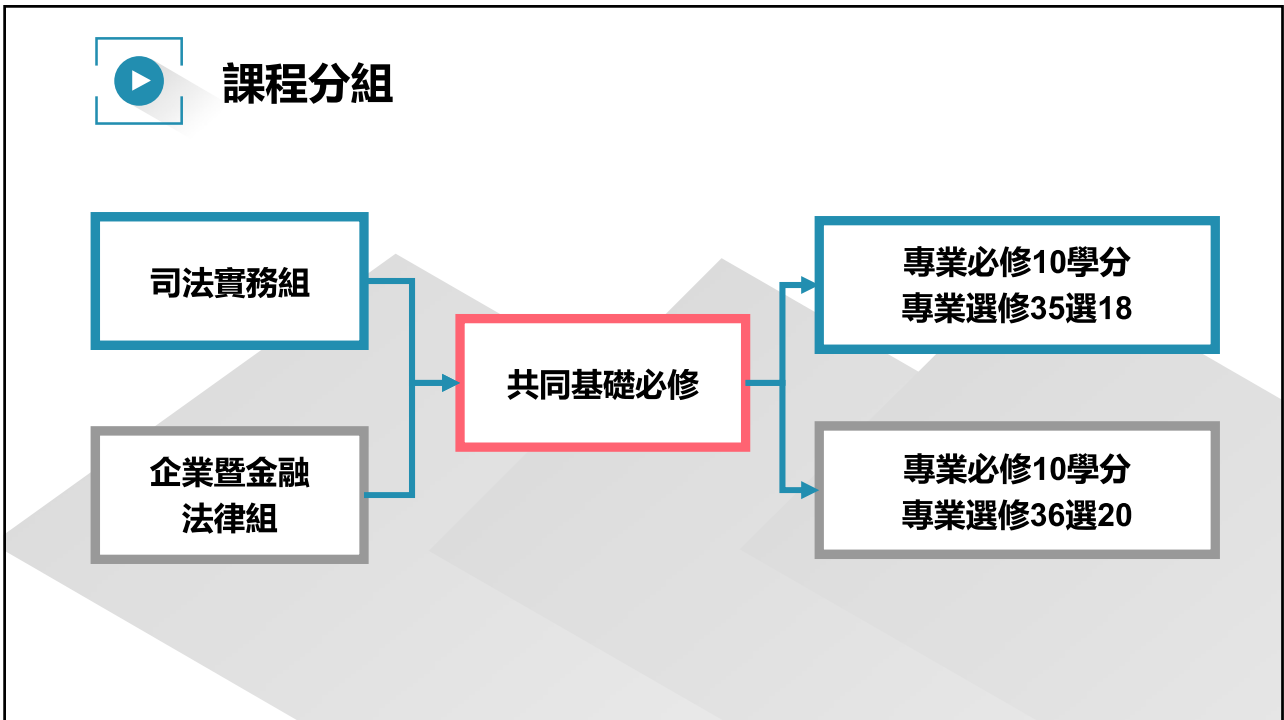 課程分組
司法實務組
企業暨金融
法律組
共同基礎必修
專業必修10學分
專業選修35選18
專業必修10學分
專業選修36選20